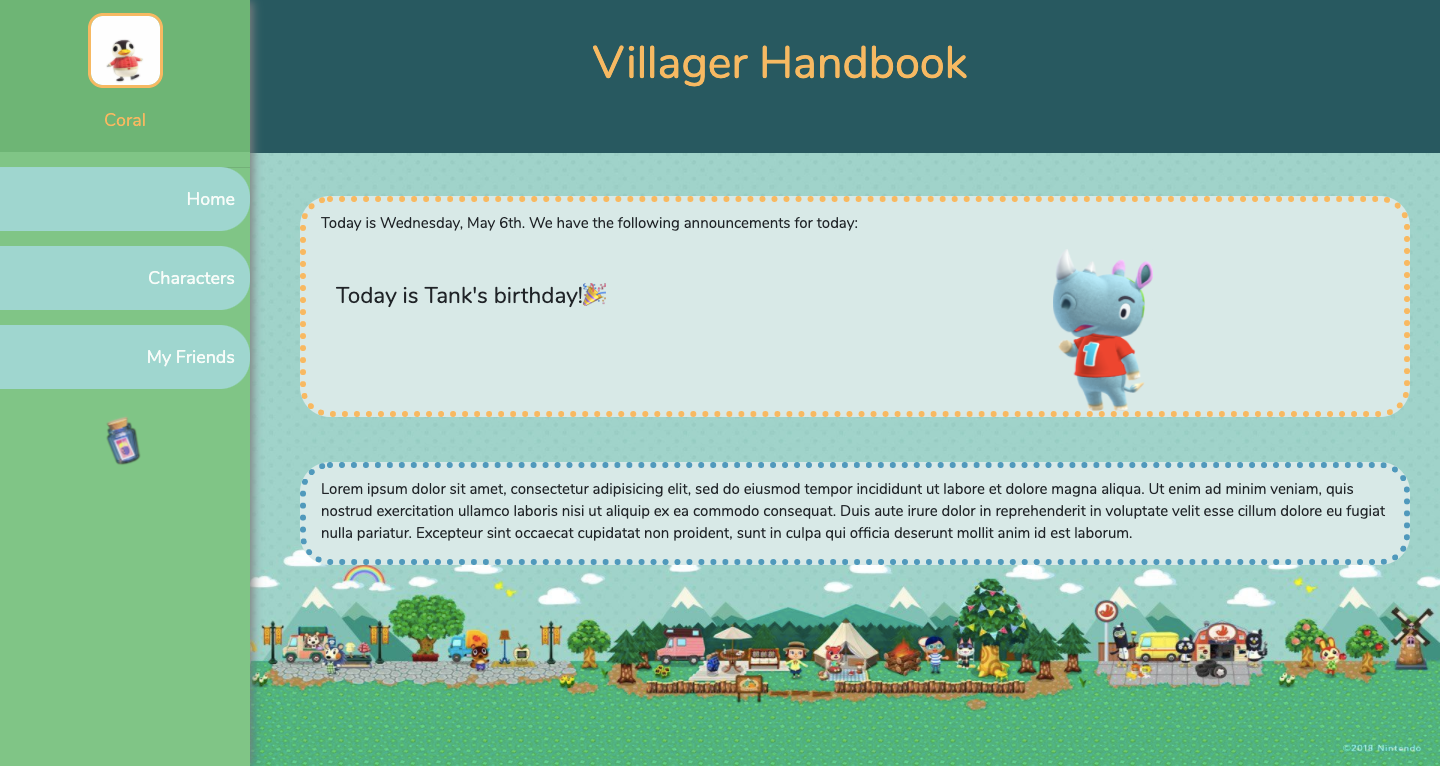 Villager Handbook
Coral
Home
Characters
My Friends
Today is Wednesday, May 6th. We have the following announcements for today:
Today is Tank's birthday!🎉
1
Lorem ipsum dolor sit amet, consectetur adipisicing elit, sed do eiusmod tempor incididunt ut labore et dolore magna aliqua. Ut enim ad minim veniam, quis
nostrud exercitation ullamco laboris nisi ut aliquip ex ea commodo consequat. Duis aute irure dolor in reprehenderit in voluptate velit esse cillum dolore eu fugiat
nulla pariatur. Excepteur sint occaecat cupidatat non proident, sunt in culpa qui officia deserunt mollit anim id est laborum.
©2018 Nintendo